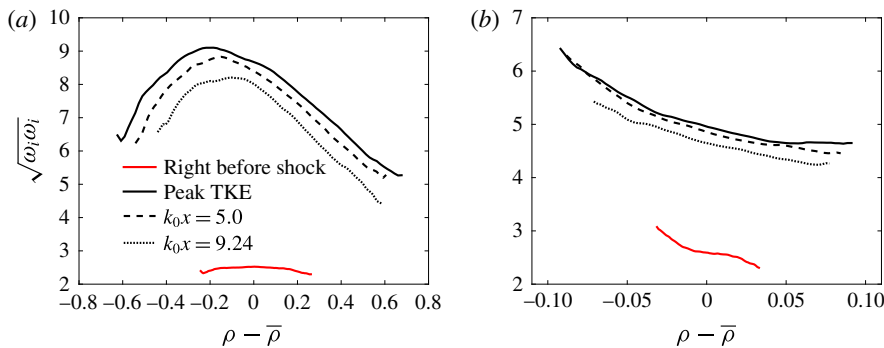 (a)
10
9
8
7
6
5
4
3
2
√ω_iω_i
Right before shock
Peak TKE
k₀x = 5.0
k₀x = 9.24
−0.8 −0.6 −0.4 −0.2 0 0.2 0.4 0.6 0.8
ρ − ρ̅
(b)
7
6
5
4
3
2
−0.10 −0.05 0 0.05 0.10
ρ − ρ̅